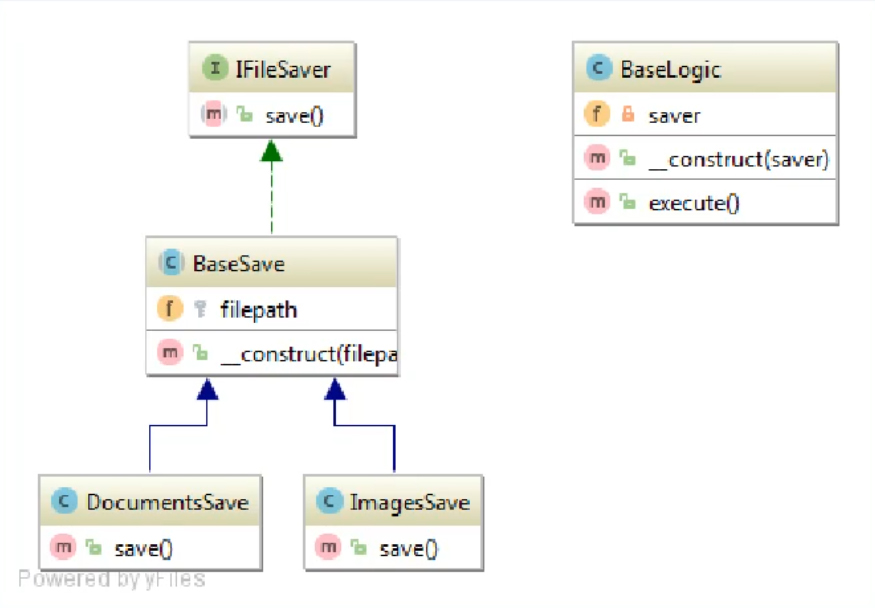 I IFileSaver
m save()
C BaseLogic
f saver
m __construct(saver)
m execute()
C BaseSave
f filepath
m __construct(filepa
C DocumentsSave
m save()
C ImagesSave
m save()
Powered by yFiles